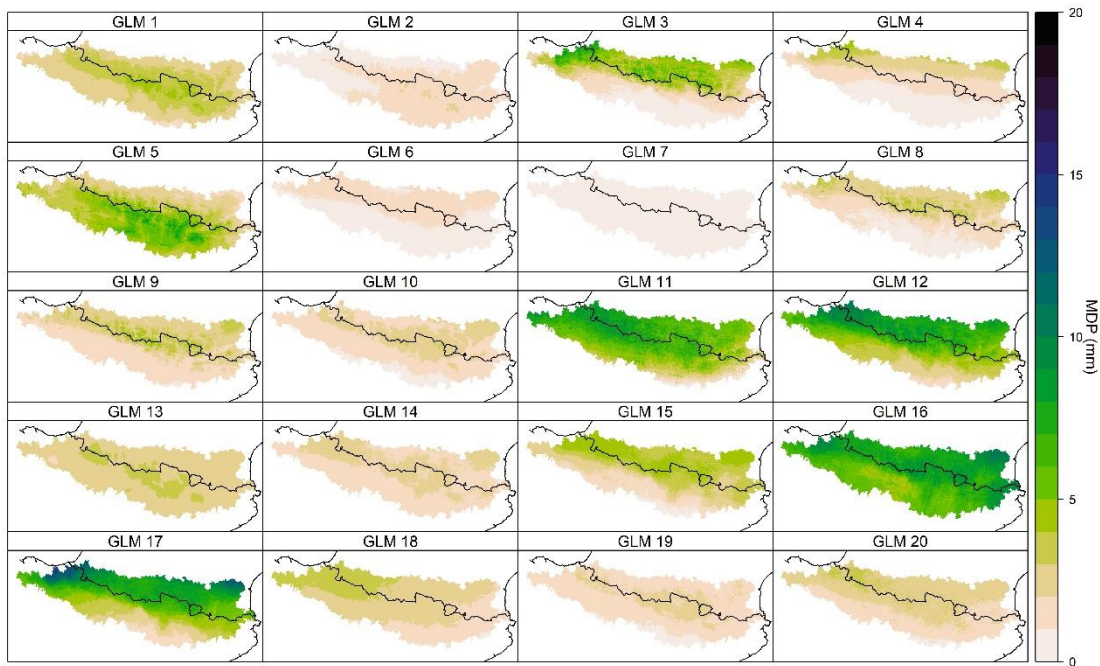 GLM 1 GLM 2 GLM 3 GLM 4
GLM 5 GLM 6 GLM 7 GLM 8
GLM 9 GLM 10 GLM 11 GLM 12
GLM 13 GLM 14 GLM 15 GLM 16
GLM 17 GLM 18 GLM 19 GLM 20
20
15
10
5
0
MDP (mm)